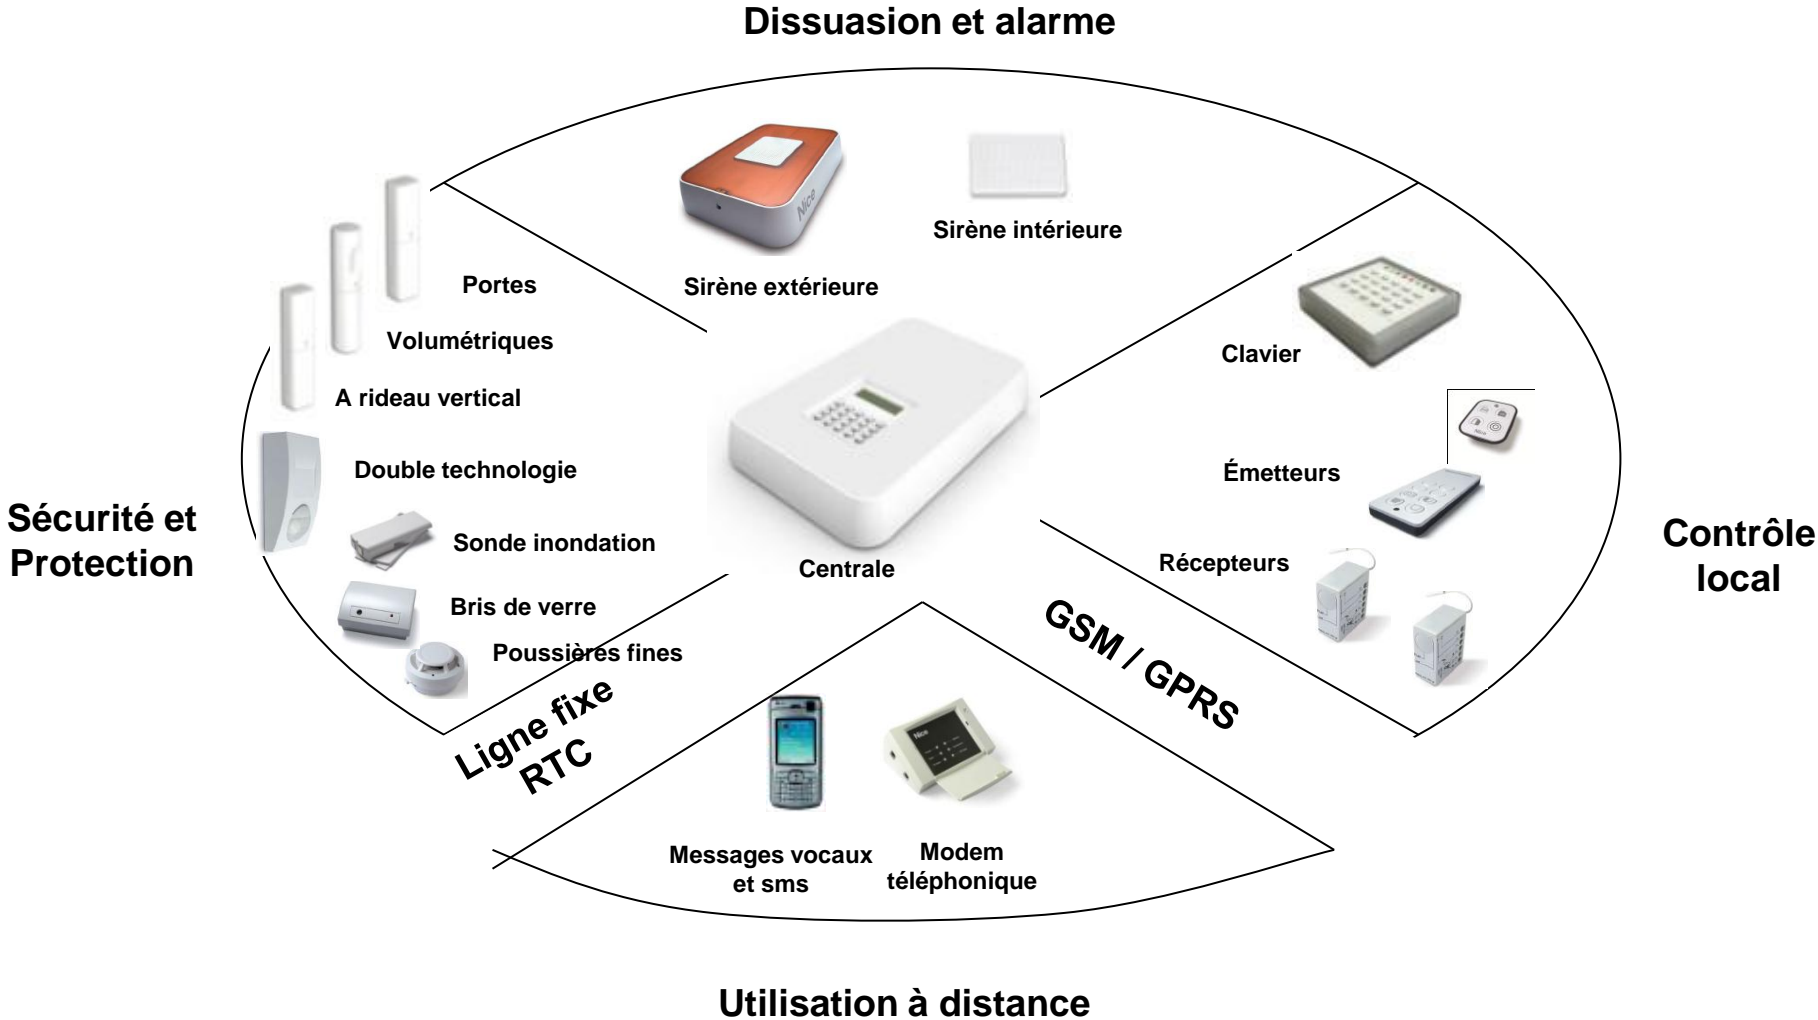 Dissuasion et alarme
Nice
Sirène intérieure
Sirène extérieure
Portes
Volumétriques
A rideau vertical
Double technologie
Sonde inondation
Bris de verre
Poussières fines
Sécurité et
Protection
Centrale
Clavier
Émetteurs
Récepteurs
Contrôle
local
Ligne fixe
RTC
GSM / GPRS
Nice
Messages vocaux
et sms
Modem
téléphonique
Utilisation à distance